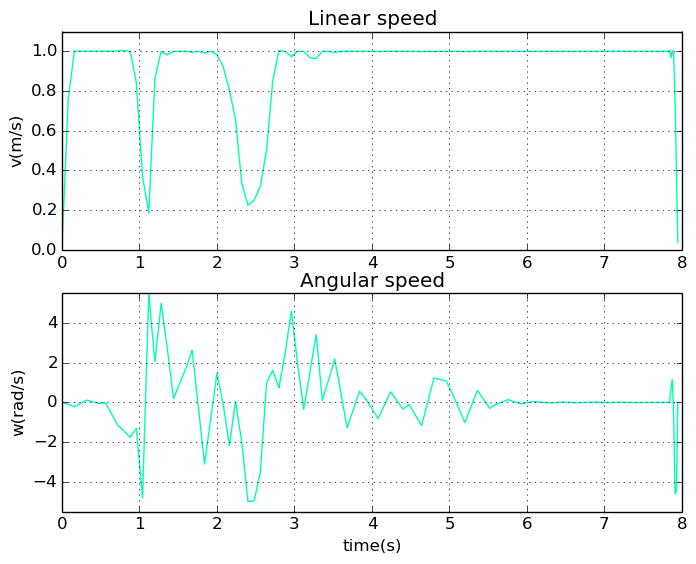 Linear speed
1.0
0.8
0.6
0.4
0.2
0.0
v(m/s)
0 1 2 3 4 5 6 7 8
Angular speed
4
2
0
−2
−4
w(rad/s)
0 1 2 3 4 5 6 7 8
time(s)